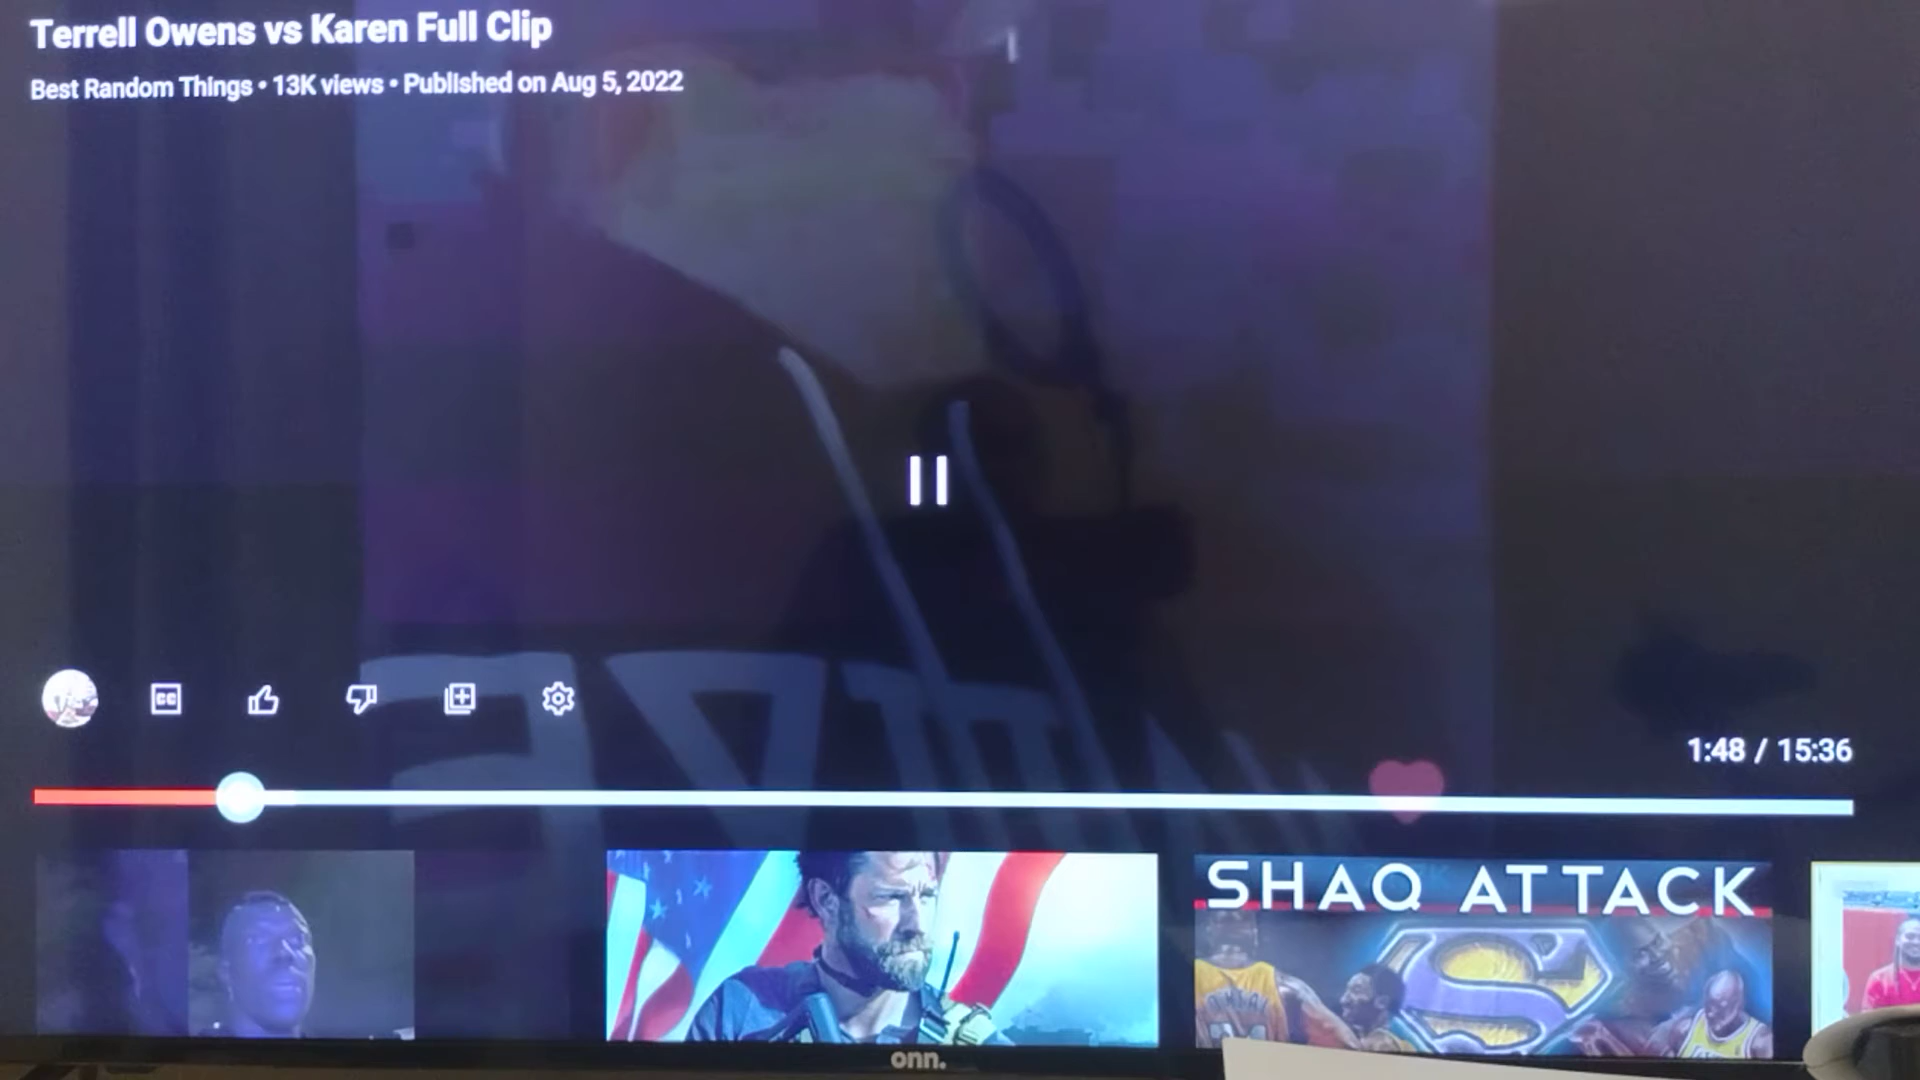 Terrell Owens vs Karen Full Clip
Best Random Things • 13K views • Published on Aug 5, 2022
CC
1:48 / 15:36
SHAQ ATTACK
S
onn.